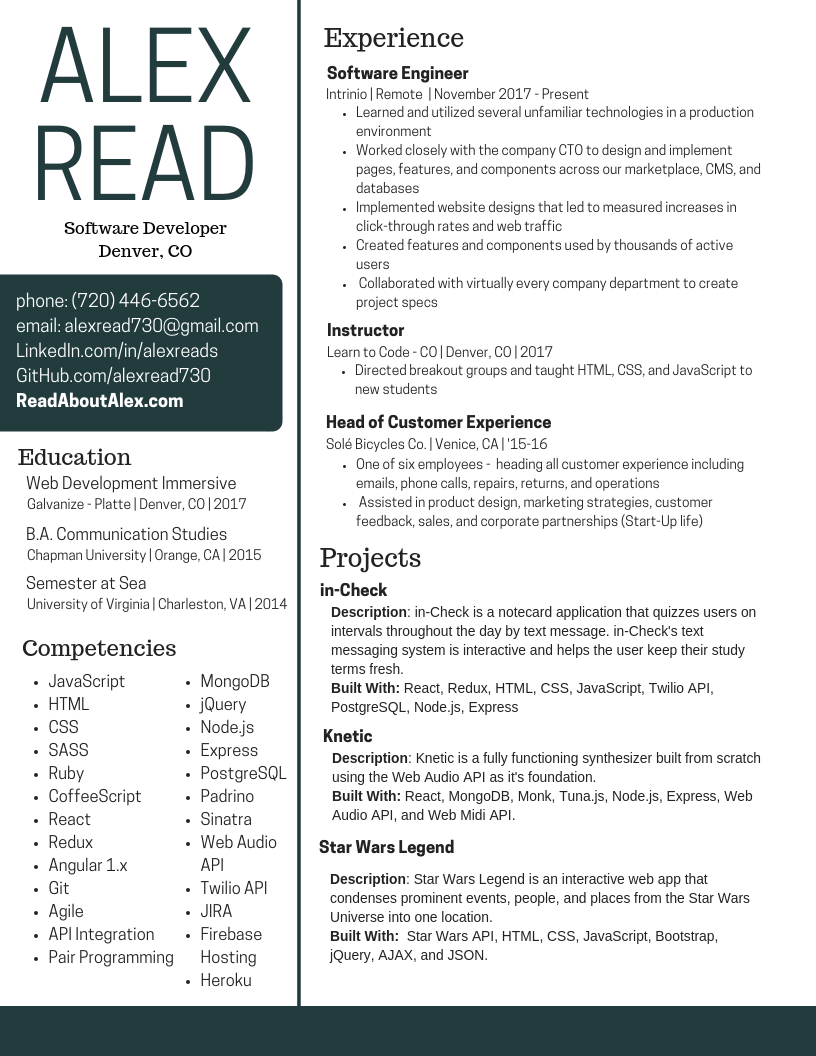 ALEX
READ
Software Developer
Denver, CO
phone: (720) 446-6562
email: alexread730@gmail.com
LinkedIn.com/in/alexreads
GitHub.com/alexread730
ReadAboutAlex.com
Education
Web Development Immersive
Galvanize - Platte | Denver, CO | 2017
B.A. Communication Studies
Chapman University | Orange, CA | 2015
Semester at Sea
University of Virginia | Charleston, VA | 2014
Competencies
• JavaScript
• HTML
• CSS
• SASS
• Ruby
• CoffeeScript
• React
• Redux
• Angular 1.x
• Git
• Agile
• API Integration
• Pair Programming
• MongoDB
• jQuery
• Node.js
• Express
• PostgreSQL
• Padrino
• Sinatra
• Web Audio
API
• Twilio API
• JIRA
• Firebase
Hosting
• Heroku
Experience
Software Engineer
Intrinio | Remote | November 2017 - Present
• Learned and utilized several unfamiliar technologies in a production
environment
• Worked closely with the company CTO to design and implement
pages, features, and components across our marketplace, CMS, and
databases
• Implemented website designs that led to measured increases in
click-through rates and web traffic
• Created features and components used by thousands of active
users
• Collaborated with virtually every company department to create
project specs
Instructor
Learn to Code - CO | Denver, CO | 2017
• Directed breakout groups and taught HTML, CSS, and JavaScript to
new students
Head of Customer Experience
Solé Bicycles Co. | Venice, CA | '15-16
• One of six employees - heading all customer experience including
emails, phone calls, repairs, returns, and operations
• Assisted in product design, marketing strategies, customer
feedback, sales, and corporate partnerships (Start-Up life)
Projects
in-Check
Description: in-Check is a notecard application that quizzes users on
intervals throughout the day by text message. in-Check's text
messaging system is interactive and helps the user keep their study
terms fresh.
Built With: React, Redux, HTML, CSS, JavaScript, Twilio API,
PostgreSQL, Node.js, Express
Knetic
Description: Knetic is a fully functioning synthesizer built from scratch
using the Web Audio API as it's foundation.
Built With: React, MongoDB, Monk, Tuna.js, Node.js, Express, Web
Audio API, and Web Midi API.
Star Wars Legend
Description: Star Wars Legend is an interactive web app that
condenses prominent events, people, and places from the Star Wars
Universe into one location.
Built With: Star Wars API, HTML, CSS, JavaScript, Bootstrap,
jQuery, AJAX, and JSON.